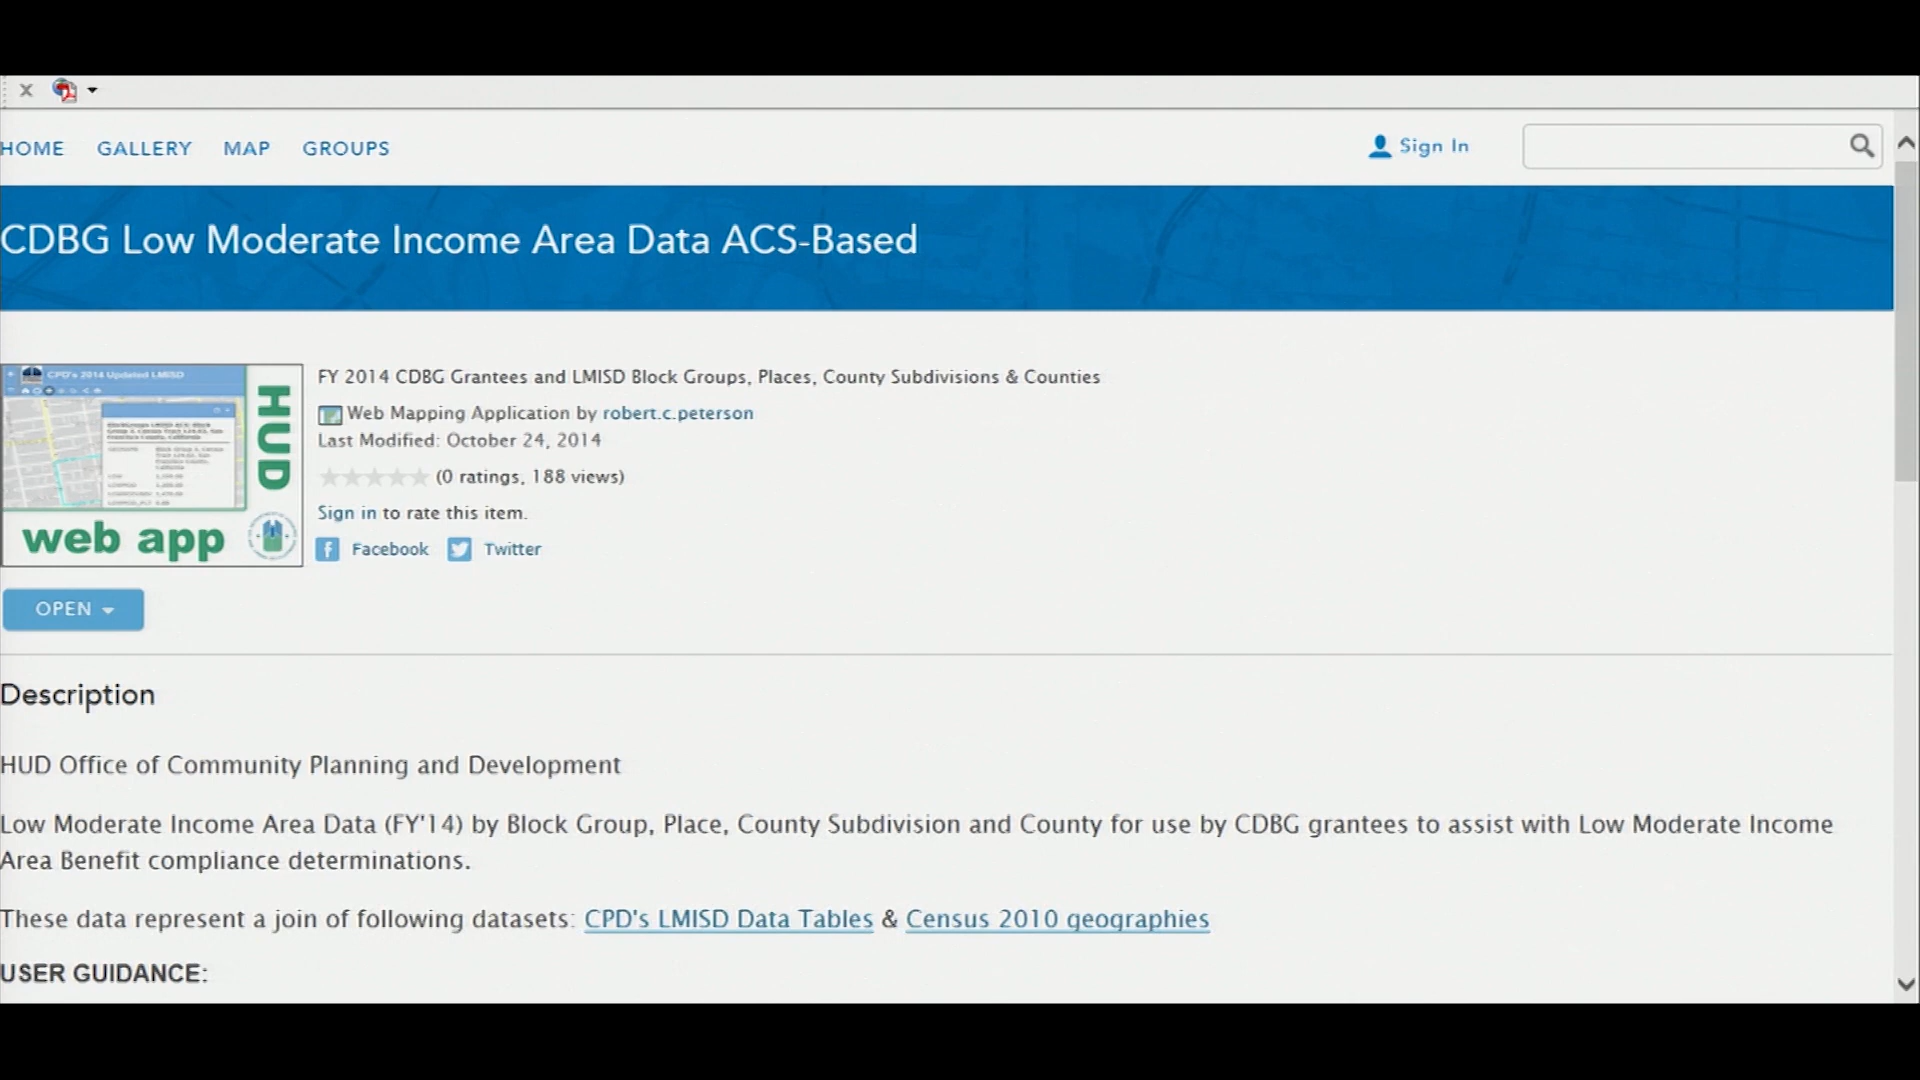 HOME GALLERY MAP GROUPS Sign In
CDBG Low Moderate Income Area Data ACS-Based
CPD's 2014 Updated LMISD
HUD
web app
FY 2014 CDBG Grantees and LMISD Block Groups, Places, County Subdivisions & Counties
Web Mapping Application by robert.c.peterson
Last Modified: October 24, 2014
(0 ratings, 188 views)
Sign in to rate this item.
Facebook Twitter
OPEN
Description
HUD Office of Community Planning and Development
Low Moderate Income Area Data (FY'14) by Block Group, Place, County Subdivision and County for use by CDBG grantees to assist with Low Moderate Income
Area Benefit compliance determinations.
These data represent a join of following datasets: CPD's LMISD Data Tables & Census 2010 geographies
USER GUIDANCE: